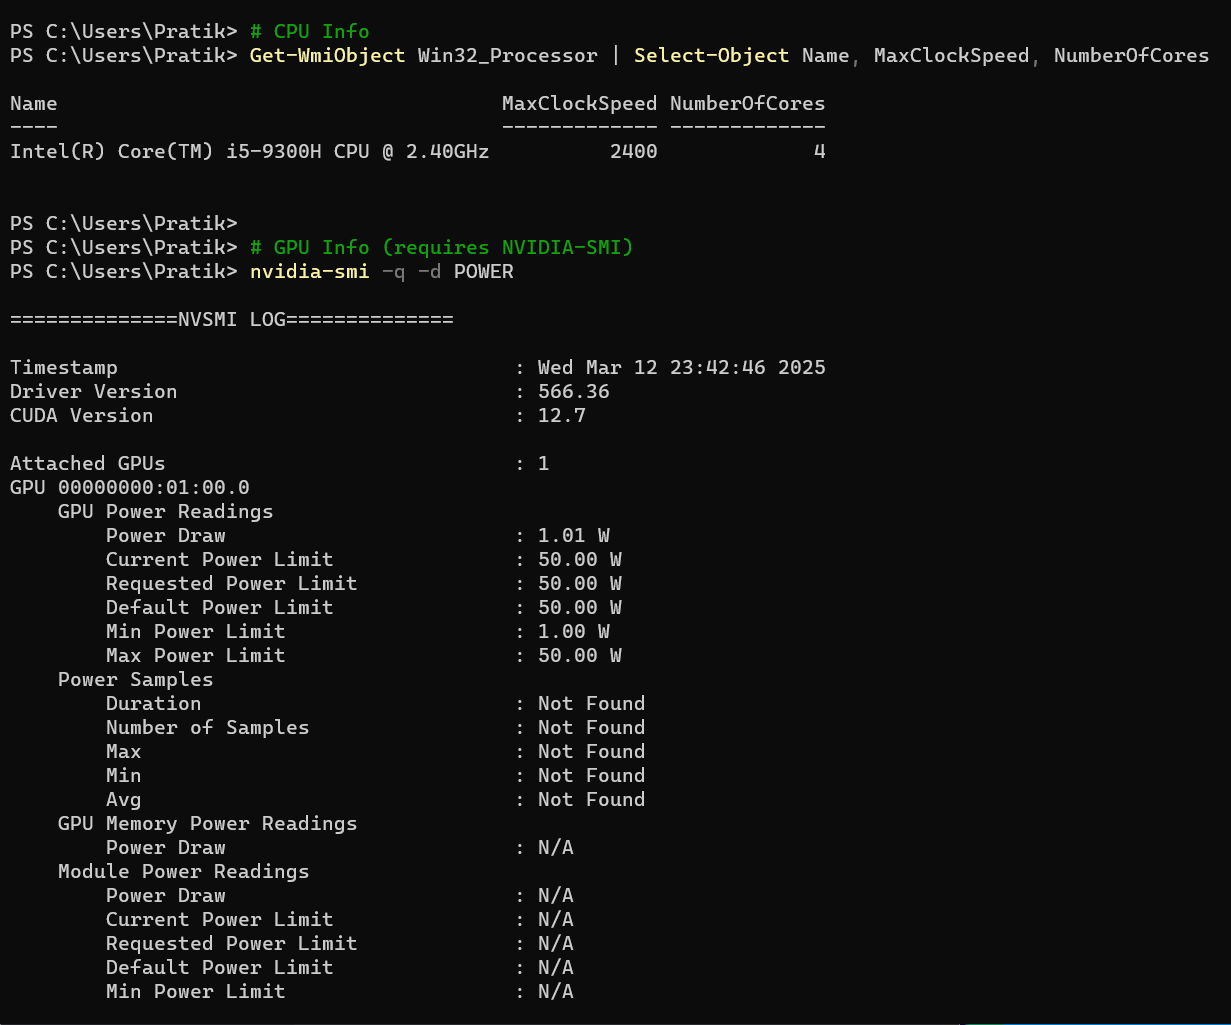 PS C:\Users\Pratik> # CPU Info
PS C:\Users\Pratik> Get-WmiObject Win32_Processor | Select-Object Name, MaxClockSpeed, NumberOfCores
Name MaxClockSpeed NumberOfCores
---- ------------- -------------
Intel(R) Core(TM) i5-9300H CPU @ 2.40GHz 2400 4
PS C:\Users\Pratik>
PS C:\Users\Pratik> # GPU Info (requires NVIDIA-SMI)
PS C:\Users\Pratik> nvidia-smi -q -d POWER
==============NVSMI LOG==============
Timestamp : Wed Mar 12 23:42:46 2025
Driver Version : 566.36
CUDA Version : 12.7
Attached GPUs : 1
GPU 00000000:01:00.0
GPU Power Readings
Power Draw : 1.01 W
Current Power Limit : 50.00 W
Requested Power Limit : 50.00 W
Default Power Limit : 50.00 W
Min Power Limit : 1.00 W
Max Power Limit : 50.00 W
Power Samples
Duration : Not Found
Number of Samples : Not Found
Max : Not Found
Min : Not Found
Avg : Not Found
GPU Memory Power Readings
Power Draw : N/A
Module Power Readings
Power Draw : N/A
Current Power Limit : N/A
Requested Power Limit : N/A
Default Power Limit : N/A
Min Power Limit : N/A